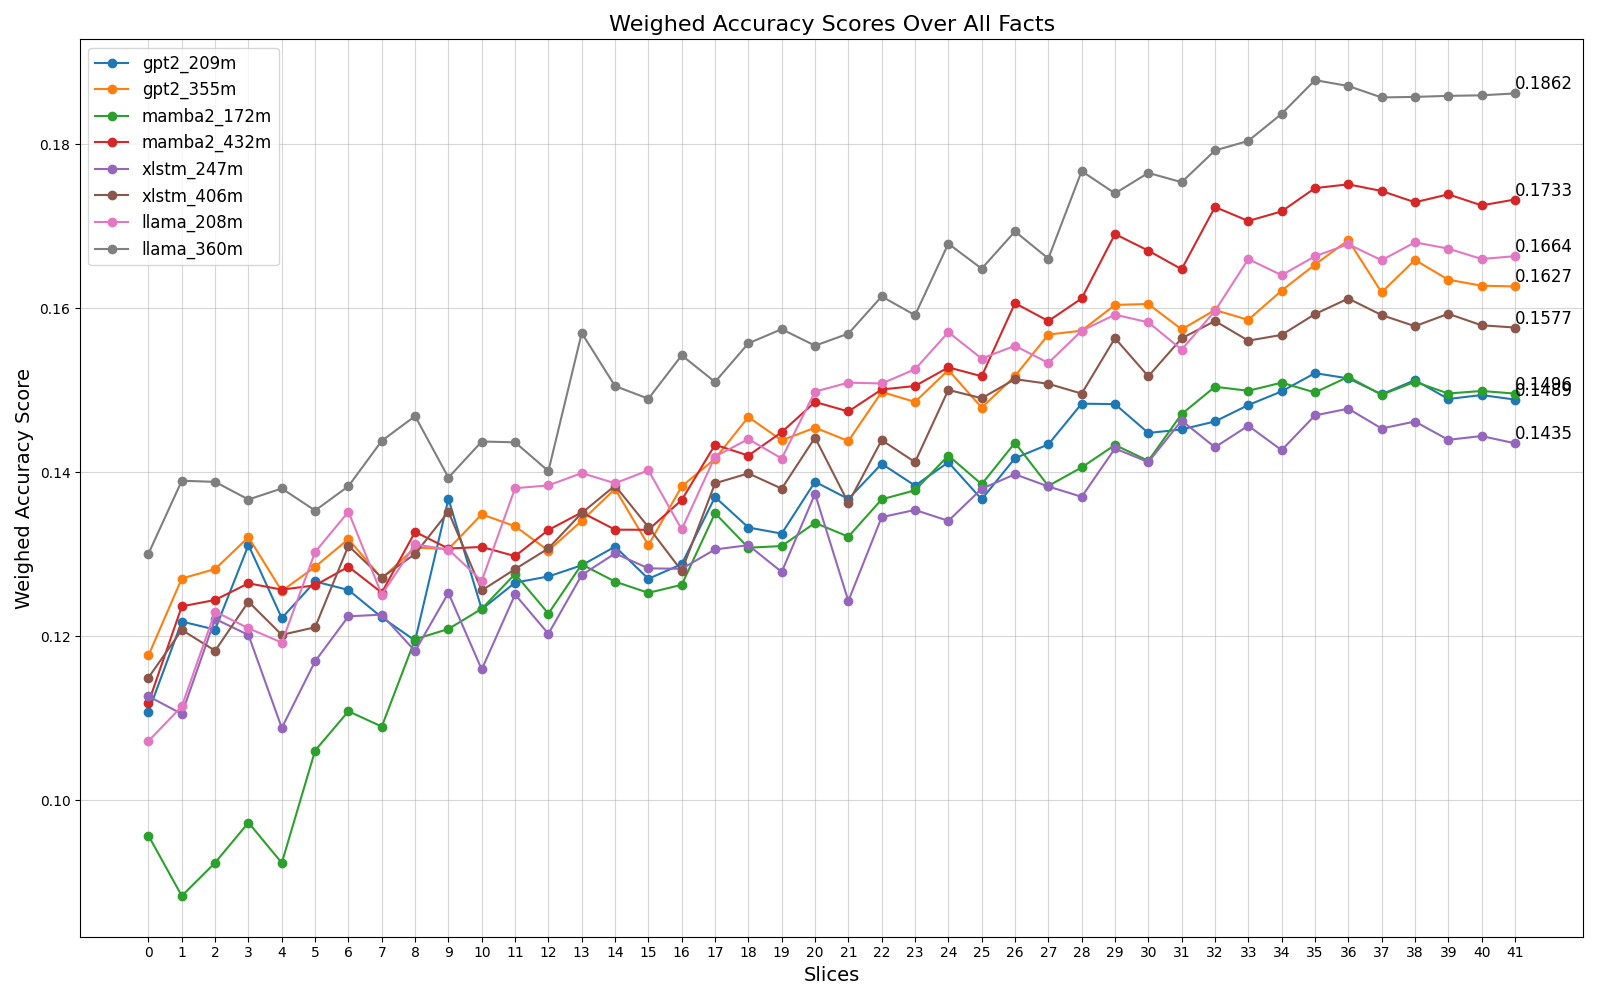 Weighed Accuracy Scores Over All Facts
gpt2_209m
gpt2_355m
mamba2_172m
mamba2_432m
xlstm_247m
xlstm_406m
llama_208m
llama_360m
Weighed Accuracy Score
0.18
0.16
0.14
0.12
0.10
0.1862
0.1733
0.1664
0.1627
0.1577
0.1496
0.1489
0.1435
0 1 2 3 4 5 6 7 8 9 10 11 12 13 14 15 16 17 18 19 20 21 22 23 24 25 26 27 28 29 30 31 32 33 34 35 36 37 38 39 40 41
Slices